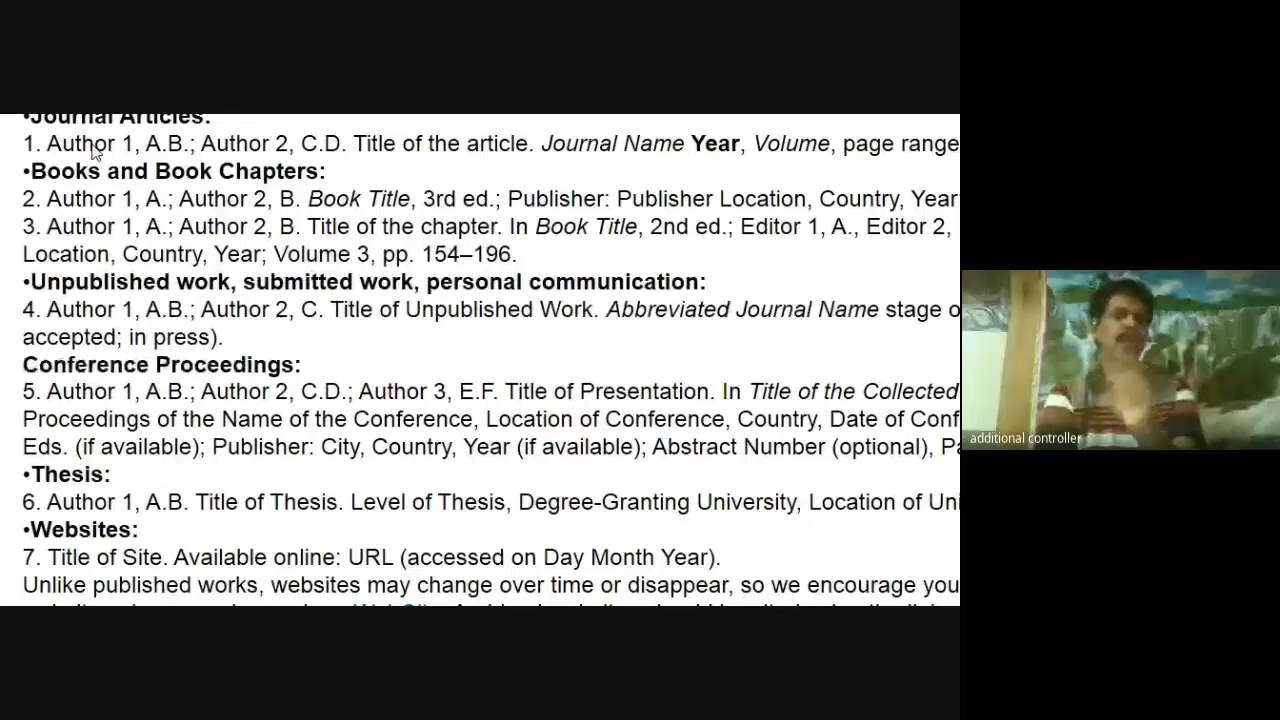 •Journal Articles:
1. Author 1, A.B.; Author 2, C.D. Title of the article. Journal Name Year, Volume, page range
•Books and Book Chapters:
2. Author 1, A.; Author 2, B. Book Title, 3rd ed.; Publisher: Publisher Location, Country, Year
3. Author 1, A.; Author 2, B. Title of the chapter. In Book Title, 2nd ed.; Editor 1, A., Editor 2,
Location, Country, Year; Volume 3, pp. 154–196.
•Unpublished work, submitted work, personal communication:
4. Author 1, A.B.; Author 2, C. Title of Unpublished Work. Abbreviated Journal Name stage o
accepted; in press).
Conference Proceedings:
5. Author 1, A.B.; Author 2, C.D.; Author 3, E.F. Title of Presentation. In Title of the Collected
Proceedings of the Name of the Conference, Location of Conference, Country, Date of Conf
Eds. (if available); Publisher: City, Country, Year (if available); Abstract Number (optional), Pa
•Thesis:
6. Author 1, A.B. Title of Thesis. Level of Thesis, Degree-Granting University, Location of Uni
•Websites:
7. Title of Site. Available online: URL (accessed on Day Month Year).
Unlike published works, websites may change over time or disappear, so we encourage you
additional controller